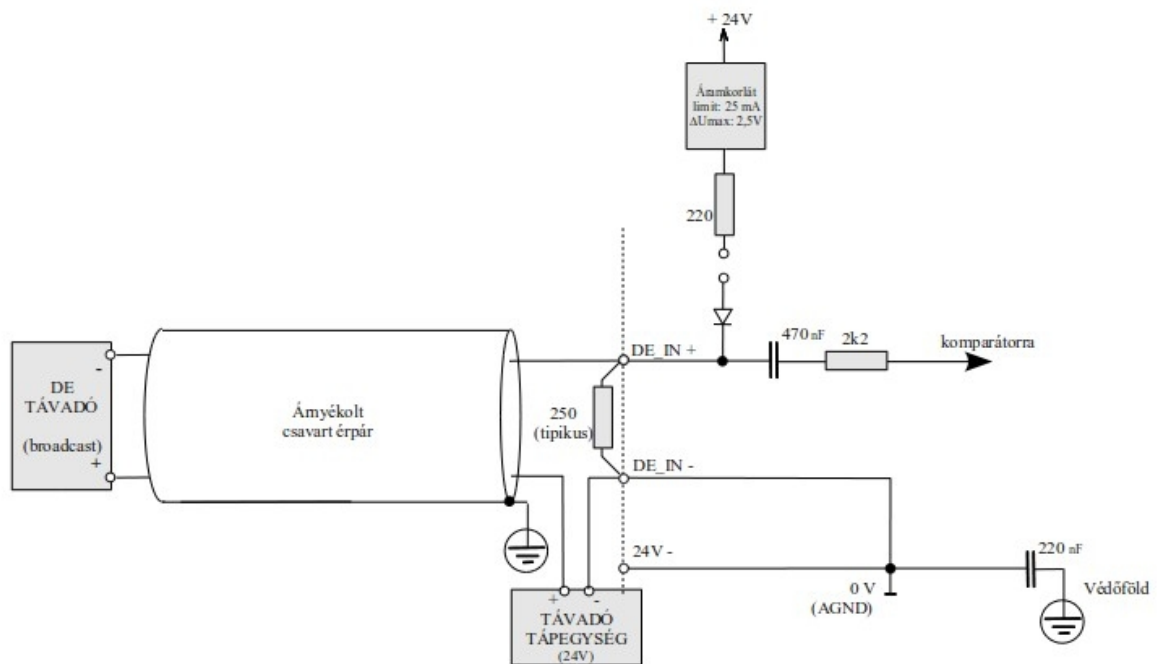 + 24V
Áramkorlát
limit: 25 mA
ΔUmax: 2,5V
220
470 nF
2k2
komparátorra
DE_IN +
-
DE
TÁVADÓ
(broadcast)
+
Árnyékolt
csavart érpár
250
(tipikus)
DE_IN -
24V -
220 nF
0 V
(AGND)
Védőföld
+ -
TÁVADÓ
TÁPEGYSÉG
(24V)